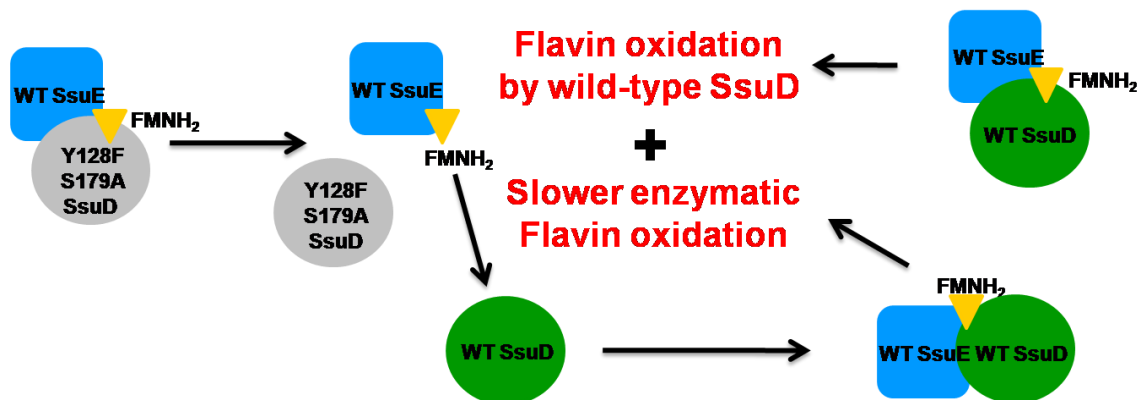 WT SsuE
FMNH₂
Y128F
S179A
SsuD
WT SsuE
FMNH₂
Y128F
S179A
SsuD
WT SsuD
Flavin oxidation
by wild-type SsuD
+
Slower enzymatic
Flavin oxidation
WT SsuE
FMNH₂
WT SsuD
FMNH₂
WT SsuE WT SsuD